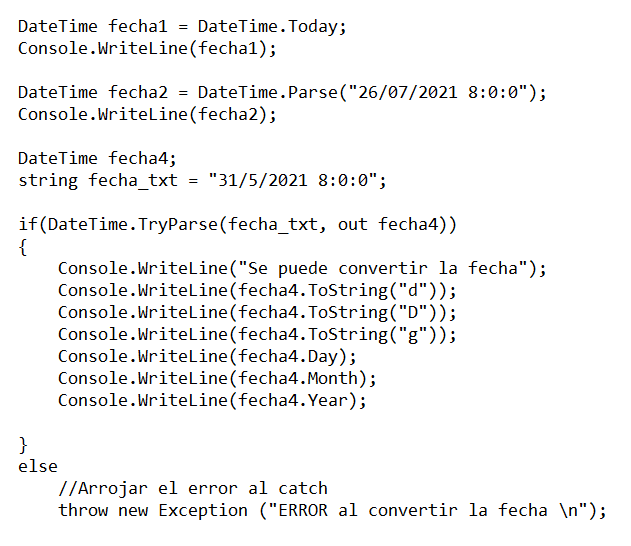 DateTime fecha1 = DateTime.Today;
Console.WriteLine(fecha1);

DateTime fecha2 = DateTime.Parse("26/07/2021 8:0:0");
Console.WriteLine(fecha2);

DateTime fecha4;
string fecha_txt = "31/5/2021 8:0:0";

if(DateTime.TryParse(fecha_txt, out fecha4))
{
    Console.WriteLine("Se puede convertir la fecha");
    Console.WriteLine(fecha4.ToString("d"));
    Console.WriteLine(fecha4.ToString("D"));
    Console.WriteLine(fecha4.ToString("g"));
    Console.WriteLine(fecha4.Day);
    Console.WriteLine(fecha4.Month);
    Console.WriteLine(fecha4.Year);

}
else
    //Arrojar el error al catch
    throw new Exception ("ERROR al convertir la fecha \n");